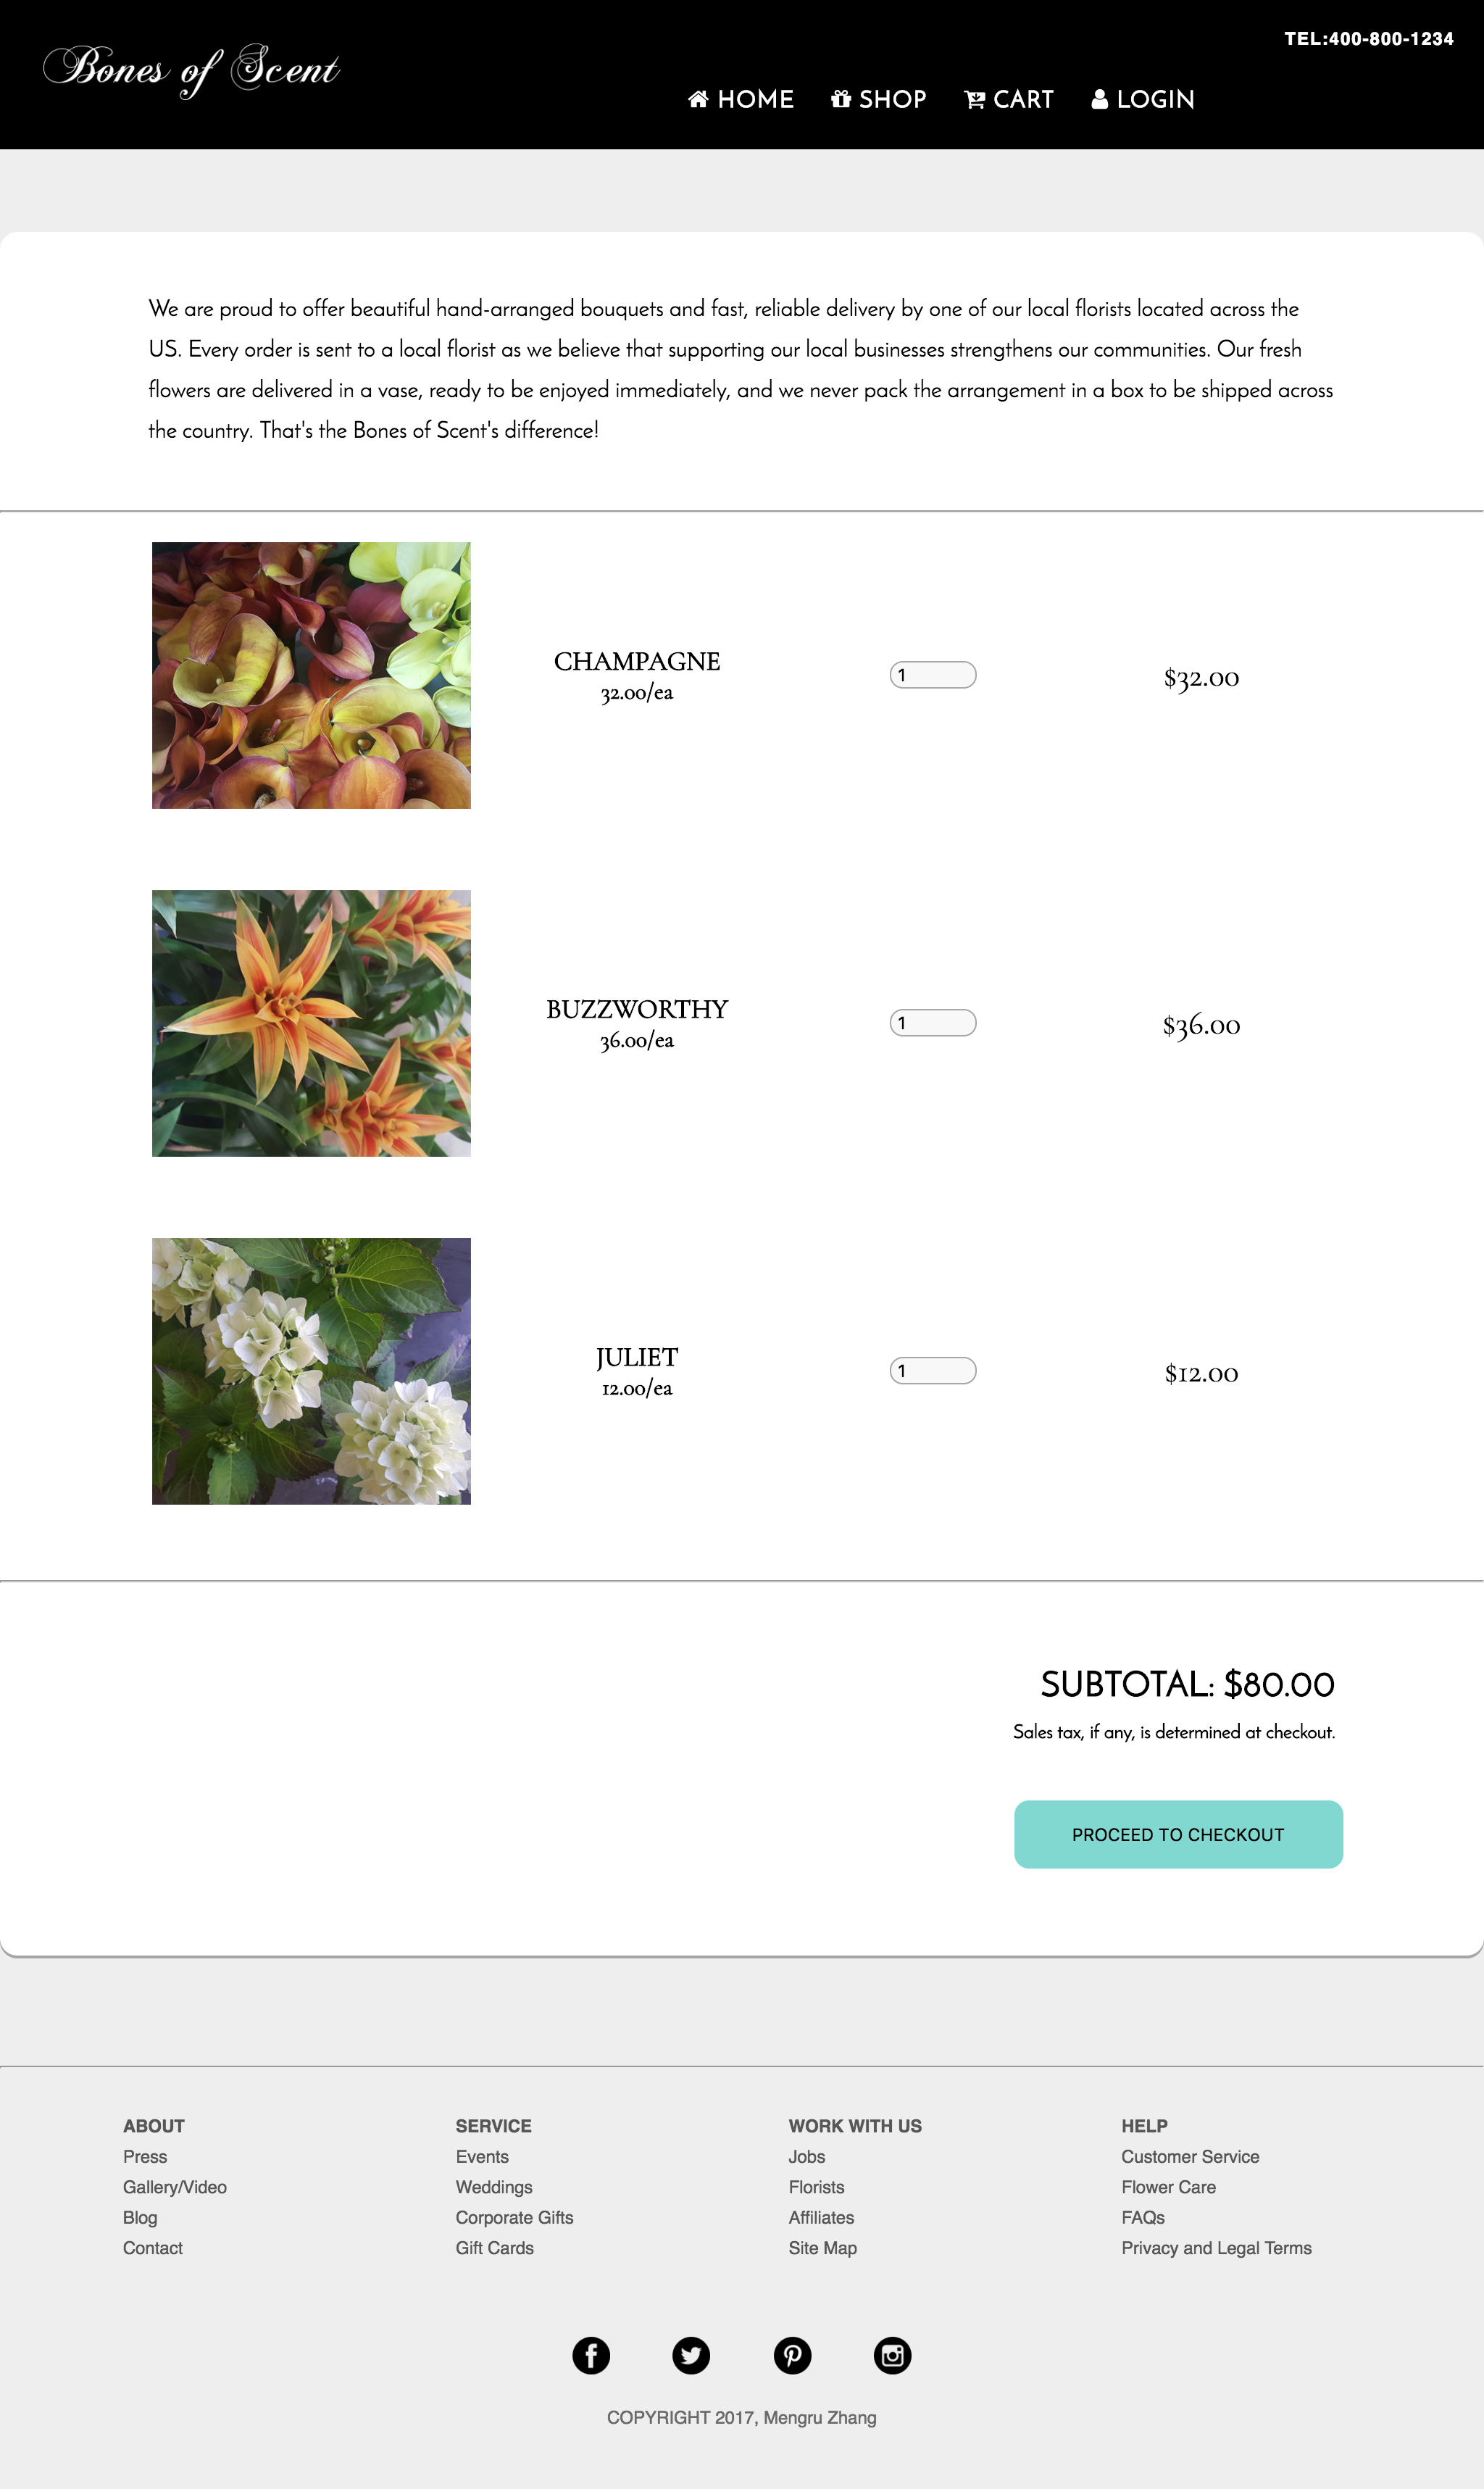 Bones of Scent
TEL:400-800-1234
HOME SHOP CART LOGIN
We are proud to offer beautiful hand-arranged bouquets and fast, reliable delivery by one of our local florists located across the
US. Every order is sent to a local florist as we believe that supporting our local businesses strengthens our communities. Our fresh
flowers are delivered in a vase, ready to be enjoyed immediately, and we never pack the arrangement in a box to be shipped across
the country. That's the Bones of Scent's difference!
CHAMPAGNE
32.00/ea
1
$32.00
BUZZWORTHY
36.00/ea
1
$36.00
JULIET
12.00/ea
1
$12.00
SUBTOTAL: $80.00
Sales tax, if any, is determined at checkout.
PROCEED TO CHECKOUT
ABOUT
Press
Gallery/Video
Blog
Contact
SERVICE
Events
Weddings
Corporate Gifts
Gift Cards
WORK WITH US
Jobs
Florists
Affiliates
Site Map
HELP
Customer Service
Flower Care
FAQs
Privacy and Legal Terms
COPYRIGHT 2017, Mengru Zhang